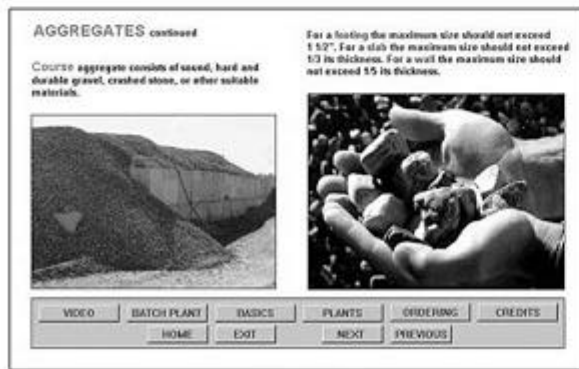 AGGREGATES continued
Course aggregate consists of sound, hard and
durable gravel, crashed stone, or other suitable
materials.
For a footing the maximum size should not exceed
1 1/2". For a slab the maximum size should not exceed
1/3 its thickness. For a wall the maximum size should
not exceed 1/5 its thickness.
VIDEO BATCH PLANT BASICS PLANTS ORDERING CREDITS
HOME EXIT NEXT PREVIOUS